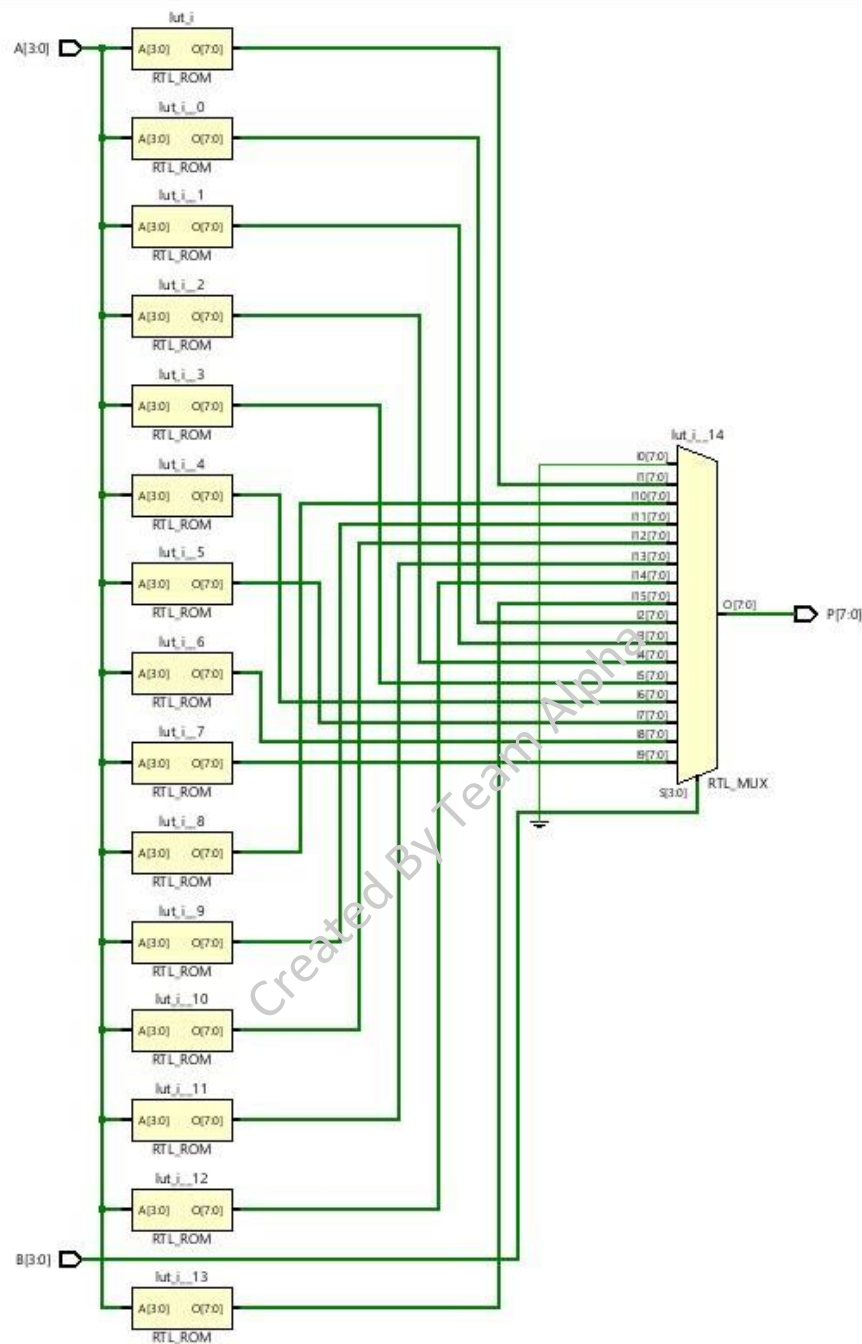 lut_i
A[3:0]
A[3:0] O[7:0]
RTL_ROM
lut_i__0
A[3:0] O[7:0]
RTL_ROM
lut_i__1
A[3:0] O[7:0]
RTL_ROM
lut_i__2
A[3:0] O[7:0]
RTL_ROM
lut_i__3
A[3:0] O[7:0]
RTL_ROM
lut_i__4
A[3:0] O[7:0]
RTL_ROM
lut_i__5
A[3:0] O[7:0]
RTL_ROM
lut_i__6
A[3:0] O[7:0]
RTL_ROM
lut_i__7
A[3:0] O[7:0]
RTL_ROM
lut_i__8
A[3:0] O[7:0]
RTL_ROM
lut_i__9
A[3:0] O[7:0]
RTL_ROM
lut_i__10
A[3:0] O[7:0]
RTL_ROM
lut_i__11
A[3:0] O[7:0]
RTL_ROM
lut_i__12
A[3:0] O[7:0]
RTL_ROM
B[3:0]
lut_i__13
A[3:0] O[7:0]
RTL_ROM
lut_i__14
I0[7:0]
I1[7:0]
I10[7:0]
I11[7:0]
I12[7:0]
I13[7:0]
I14[7:0]
I15[7:0]
I2[7:0]
I3[7:0]
I4[7:0]
I5[7:0]
I6[7:0]
I7[7:0]
I8[7:0]
I9[7:0]
S[3:0]
RTL_MUX
O[7:0]
P[7:0]
Created By Team Alpha